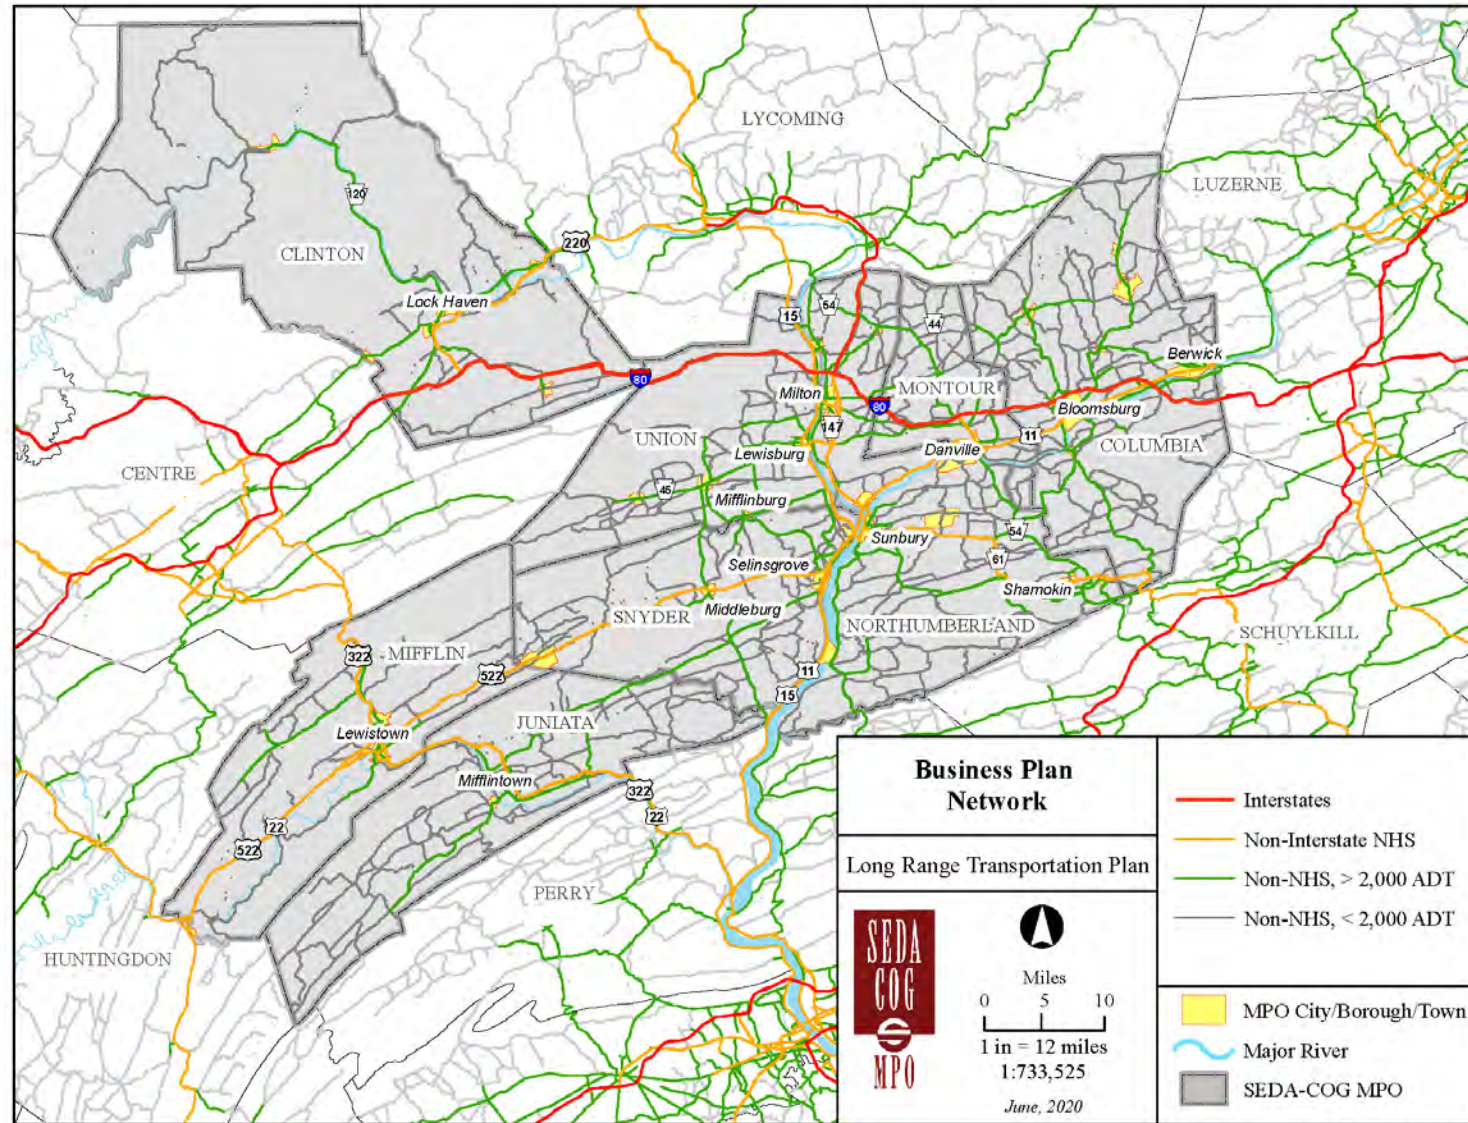 LYCOMING
LUZERNE
120
CLINTON
220
Lock Haven
15
54
44
Berwick
80
MONTOUR
Milton
80
Bloomsburg
147
11
UNION
Lewisburg
Danville
COLUMBIA
CENTRE
45
Mifflinburg
54
Sunbury
61
Selinsgrove
Shamokin
Middleburg
SNYDER
NORTHUMBERLAND
SCHUYLKILL
322
MIFFLIN
522
11
15
JUNIATA
Lewistown
Mifflintown
322
22
22
522
PERRY
HUNTINGDON
Business Plan
Network
Long Range Transportation Plan
SEDA
COG
MPO
Miles
0 5 10
1 in = 12 miles
1:733,525
June, 2020
Interstates
Non-Interstate NHS
Non-NHS, > 2,000 ADT
Non-NHS, < 2,000 ADT
MPO City/Borough/Town
Major River
SEDA-COG MPO